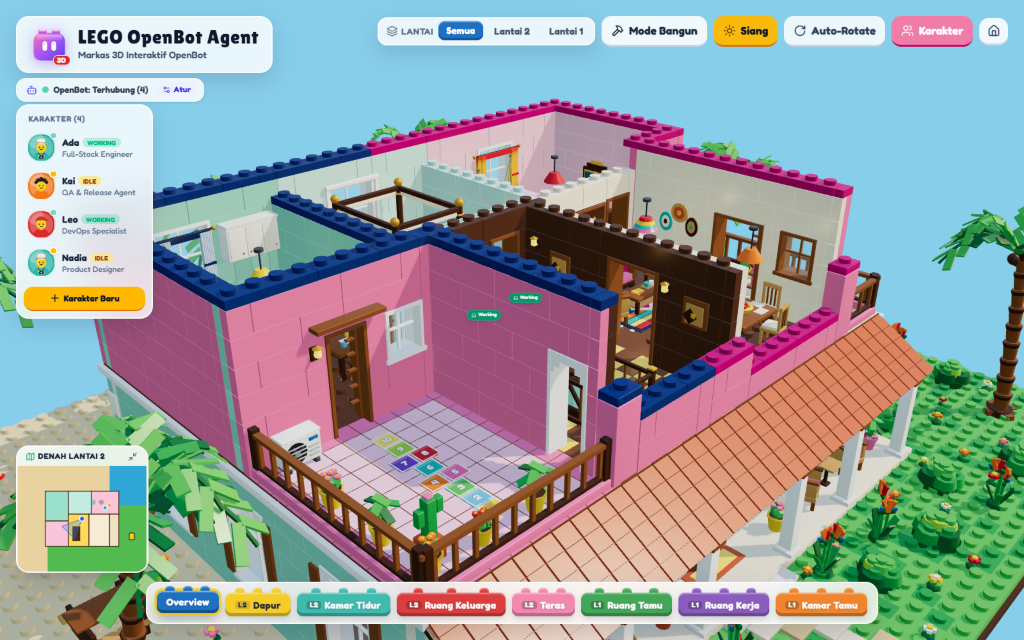 LEGO OpenBot Agent
Markas 3D Interaktif OpenBot
3D
LANTAI Semua Lantai 2 Lantai 1
Mode Bangun
Siang
Auto-Rotate
Karakter
OpenBot: Terhubung (4) Atur
KARAKTER (4)
Ada WORKING
Full-Stack Engineer
Kai IDLE
QA & Release Agent
Leo WORKING
DevOps Specialist
Nadia IDLE
Product Designer
+ Karakter Baru
Working
Working
DENAH LANTAI 2
Overview
L2 Dapur
L2 Kamar Tidur
L2 Ruang Keluarga
L2 Teras
L1 Ruang Tamu
L1 Ruang Kerja
L1 Kamar Tamu